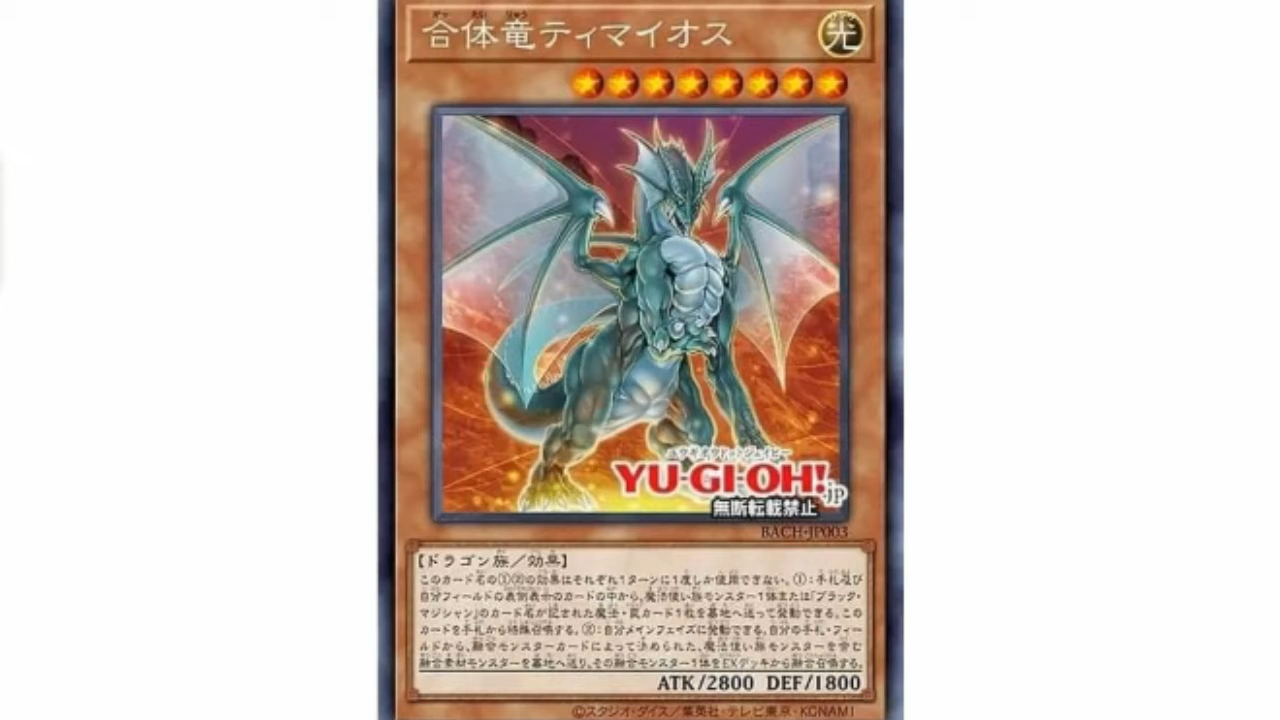 合体竜ティマイオス
光
ユウギオウドットジェイピー
YU-GI-OH!.jp
無断転載禁止
BACH-JP003
【ドラゴン族／効果】
このカード名の①②の効果はそれぞれ1ターンに1度しか使用できない。①：手札及び
自分フィールドの表側表示のカードの中から、魔法使い族モンスター1体または「ブラック・
マジシャン」のカード名が記された魔法・罠カード1枚を墓地へ送って発動できる。この
カードを手札から特殊召喚する。②：自分メインフェイズに発動できる。自分の手札・フィー
ルドから、融合モンスターカードによって決められた、魔法使い族モンスターを含む
融合素材モンスターを墓地へ送り、その融合モンスター1体をEXデッキから融合召喚する。
ATK/2800 DEF/1800
©スタジオ・ダイス／集英社・テレビ東京・KONAMI